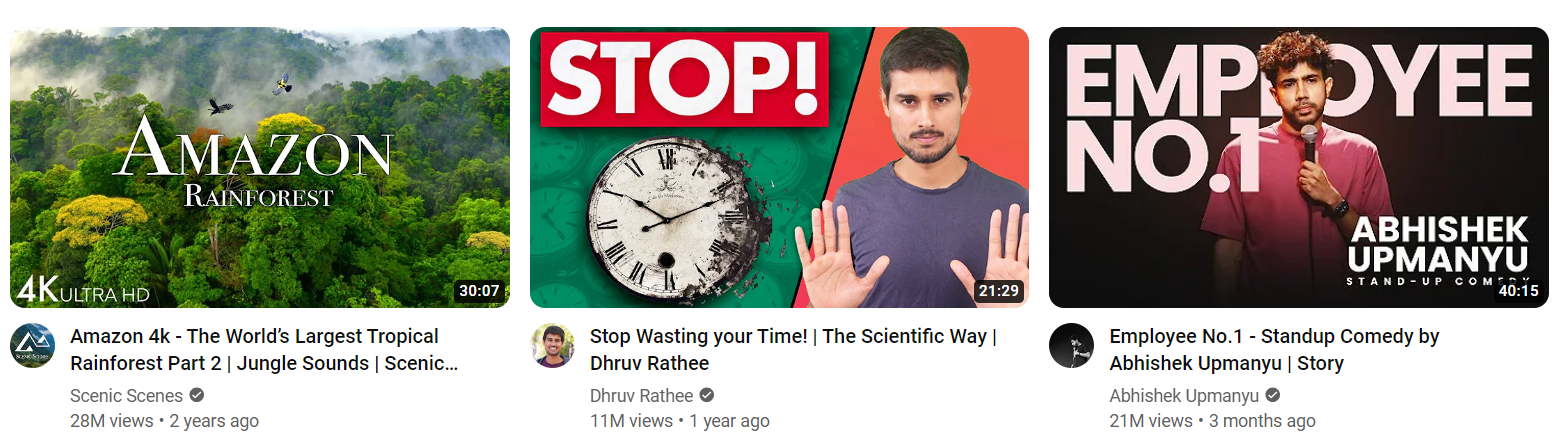 AMAZON
RAINFOREST
4K ULTRA HD
30:07
Amazon 4k - The World’s Largest Tropical
Rainforest Part 2 | Jungle Sounds | Scenic...
Scenic Scenes
28M views • 2 years ago
STOP!
21:29
Stop Wasting your Time! | The Scientific Way |
Dhruv Rathee
Dhruv Rathee
11M views • 1 year ago
EMPLOYEE
NO.1
ABHISHEK
UPMANYU
STAND-UP COMEDY
40:15
Employee No.1 - Standup Comedy by
Abhishek Upmanyu | Story
Abhishek Upmanyu
21M views • 3 months ago